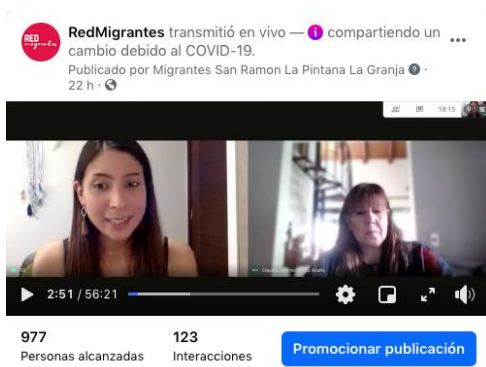 RED
migrantes
RedMigrantes transmitió en vivo — compartiendo un
cambio debido al COVID-19.
Publicado por Migrantes San Ramon La Pintana La Granja ·
22 h ·
18:15
2:51 / 56:21
977
Personas alcanzadas
123
Interacciones
Promocionar publicación